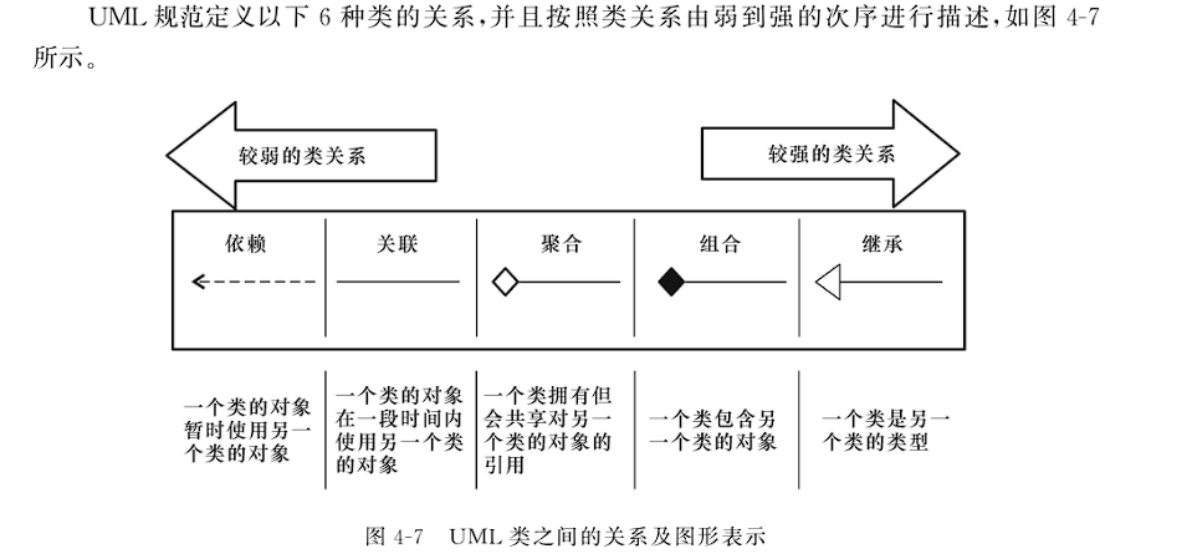 UML 规范定义以下 6 种类的关系,并且按照类关系由弱到强的次序进行描述,如图 4-7
所示。
较弱的类关系
较强的类关系
依赖
关联
聚合
组合
继承
一个类的对象
暂时使用另一
个类的对象
一个类的对象
在一段时间内
使用另一个类
的对象
一个类拥有但
会共享对另一
个类的对象的
引用
一个类包含另
一个类的对象
一个类是另一
个类的类型
图 4-7 UML 类之间的关系及图形表示